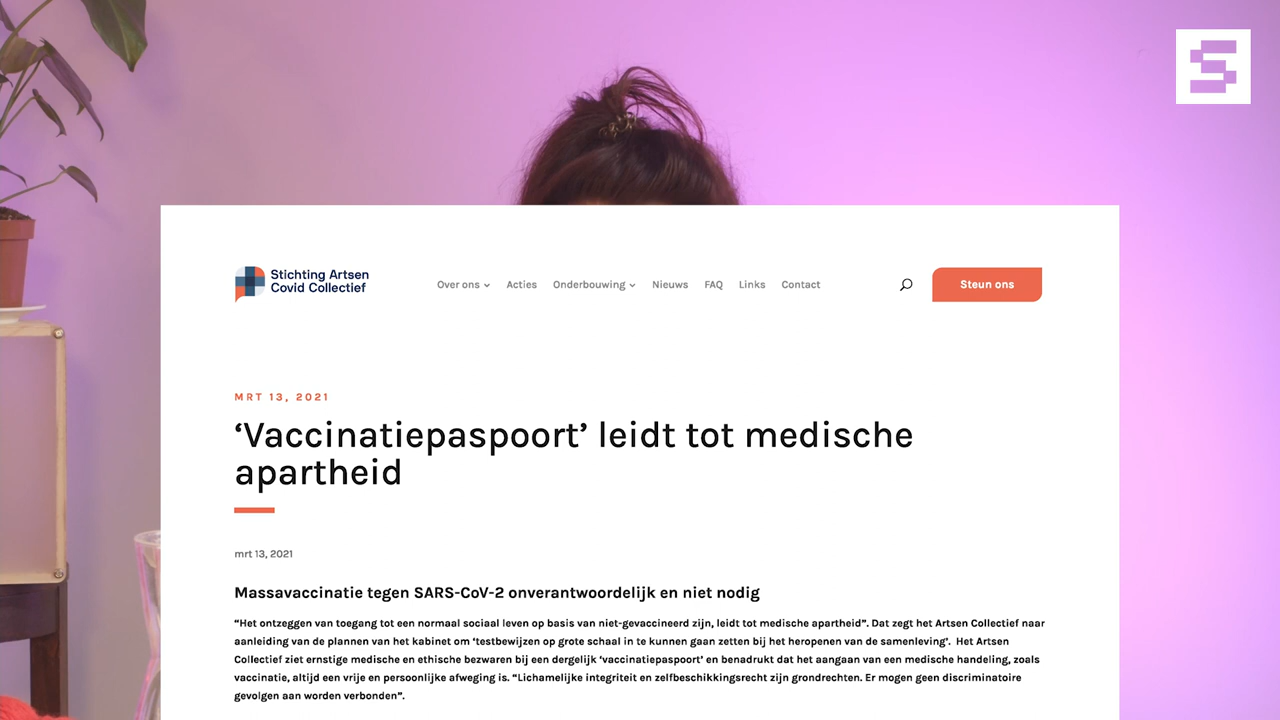 S
Stichting Artsen
Covid Collectief
Over ons Acties Onderbouwing Nieuws FAQ Links Contact
Steun ons
MRT 13, 2021
‘Vaccinatiepaspoort’ leidt tot medische
apartheid
mrt 13, 2021
Massavaccinatie tegen SARS-CoV-2 onverantwoordelijk en niet nodig
“Het ontzeggen van toegang tot een normaal sociaal leven op basis van niet-gevaccineerd zijn, leidt tot medische apartheid”. Dat zegt het Artsen Collectief naar
aanleiding van de plannen van het kabinet om ‘testbewijzen op grote schaal in te kunnen gaan zetten bij het heropenen van de samenleving’. Het Artsen
Collectief ziet ernstige medische en ethische bezwaren bij een dergelijk ‘vaccinatiepaspoort’ en benadrukt dat het aangaan van een medische handeling, zoals
vaccinatie, altijd een vrije en persoonlijke afweging is. “Lichamelijke integriteit en zelfbeschikkingsrecht zijn grondrechten. Er mogen geen discriminatoire
gevolgen aan worden verbonden”.